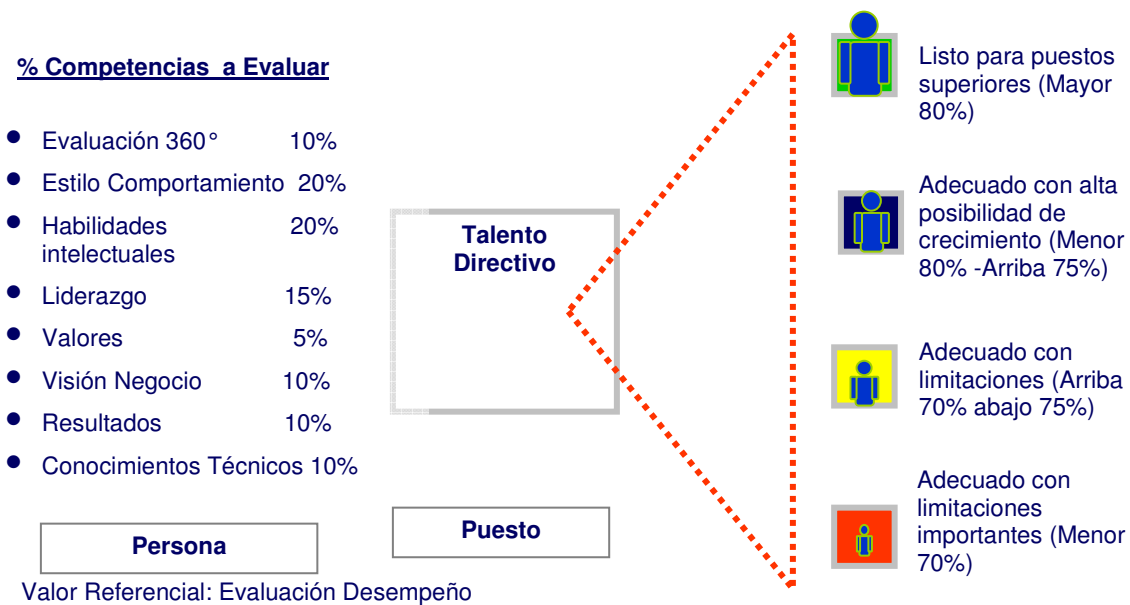 % Competencias a Evaluar
• Evaluación 360° 10%
• Estilo Comportamiento 20%
• Habilidades 20%
intelectuales
• Liderazgo 15%
• Valores 5%
• Visión Negocio 10%
• Resultados 10%
• Conocimientos Técnicos 10%
Persona
Valor Referencial: Evaluación Desempeño
Talento
Directivo
Puesto
Listo para puestos
superiores (Mayor
80%)
Adecuado con alta
posibilidad de
crecimiento (Menor
80% -Arriba 75%)
Adecuado con
limitaciones (Arriba
70% abajo 75%)
Adecuado con
limitaciones
importantes (Menor
70%)